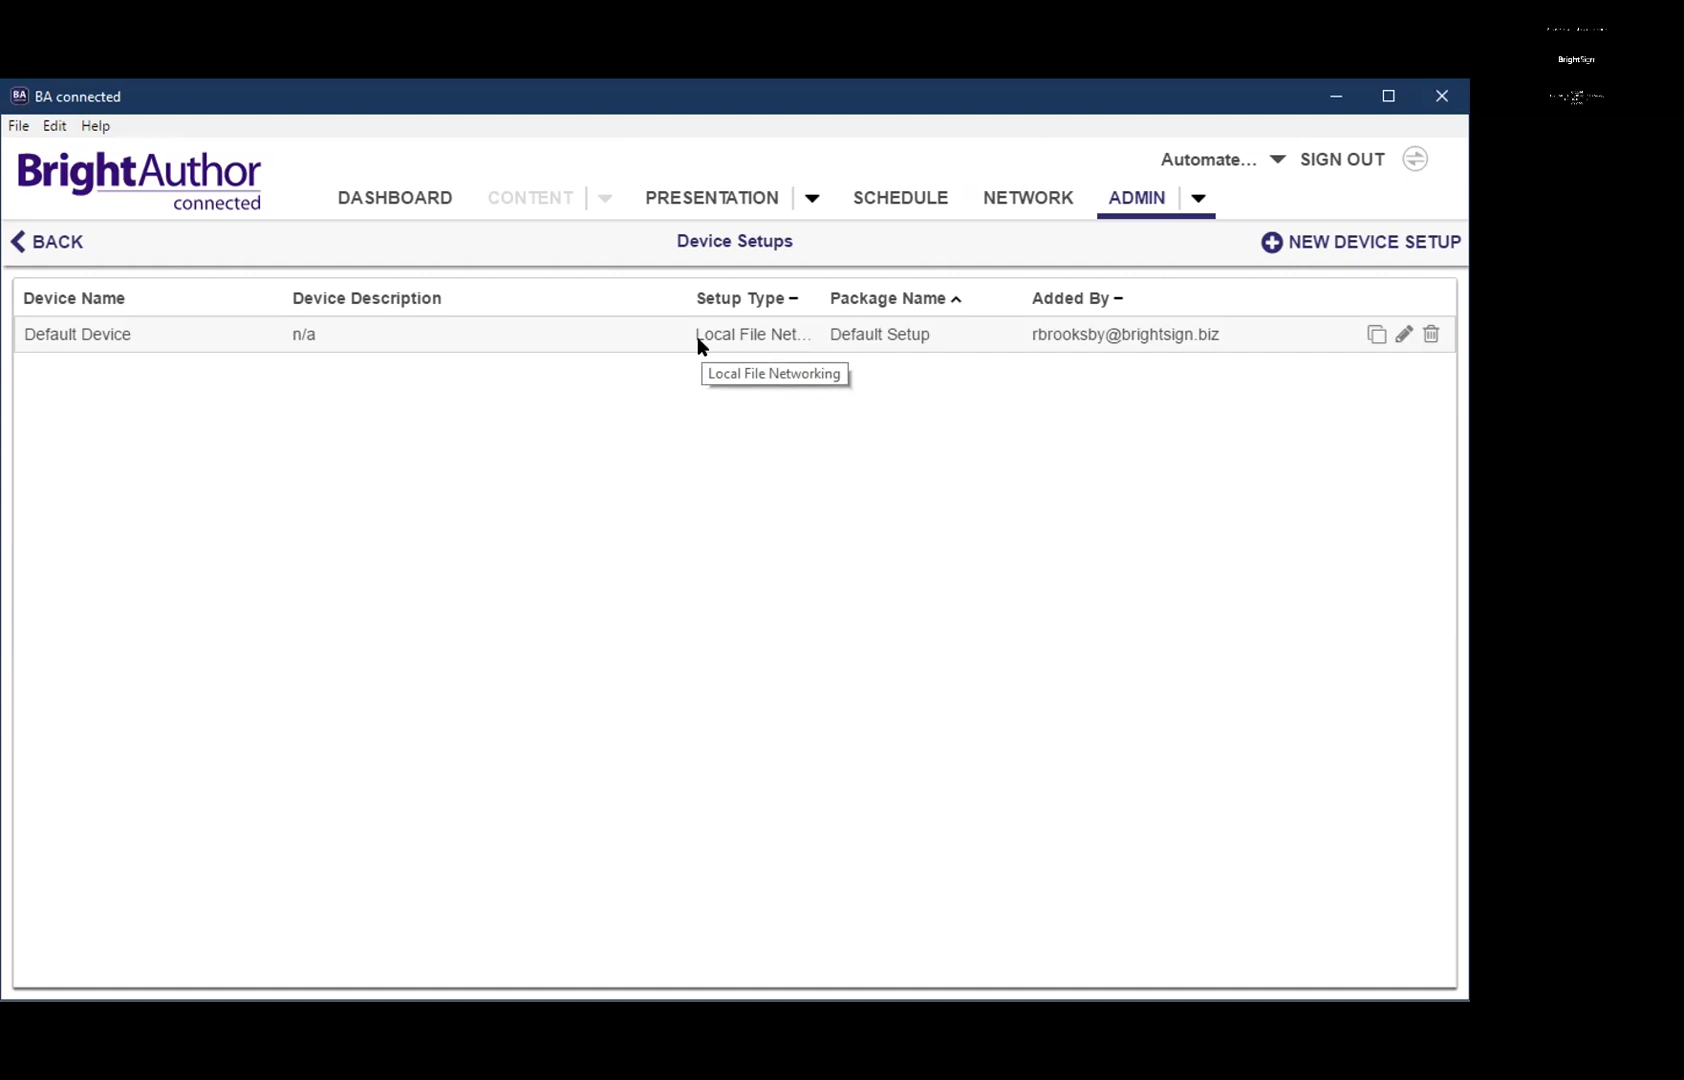 BrightSign
BA BA connected
File Edit Help
BrightAuthor
connected
Automate... SIGN OUT
DASHBOARD CONTENT PRESENTATION SCHEDULE NETWORK ADMIN
BACK Device Setups NEW DEVICE SETUP
Device Name Device Description Setup Type Package Name Added By
Default Device n/a Local File Net... Default Setup rbrooksby@brightsign.biz
Local File Networking